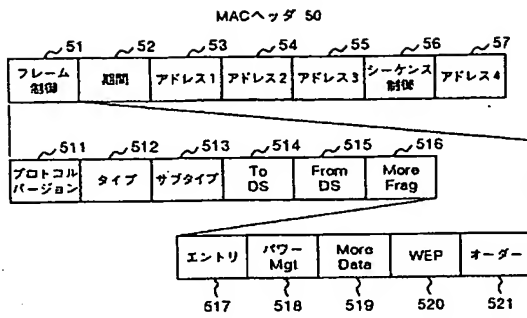 MACヘッダ 50
51 52 53 54 55 56 57
フレーム制御 期間 アドレス1 アドレス2 アドレス3 シーケンス制御 アドレス4
511 512 513 514 515 516
プロトコルバージョン タイプ サブタイプ To DS From DS More Frag
エントリ パワーMgt More Data WEP オーダー
517 518 519 520 521